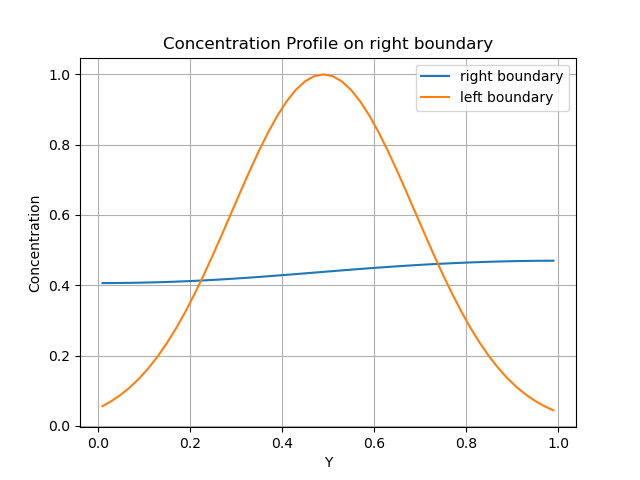 Concentration Profile on right boundary
right boundary
left boundary
1.0
0.8
0.6
0.4
0.2
0.0
Concentration
0.0 0.2 0.4 0.6 0.8 1.0
Y